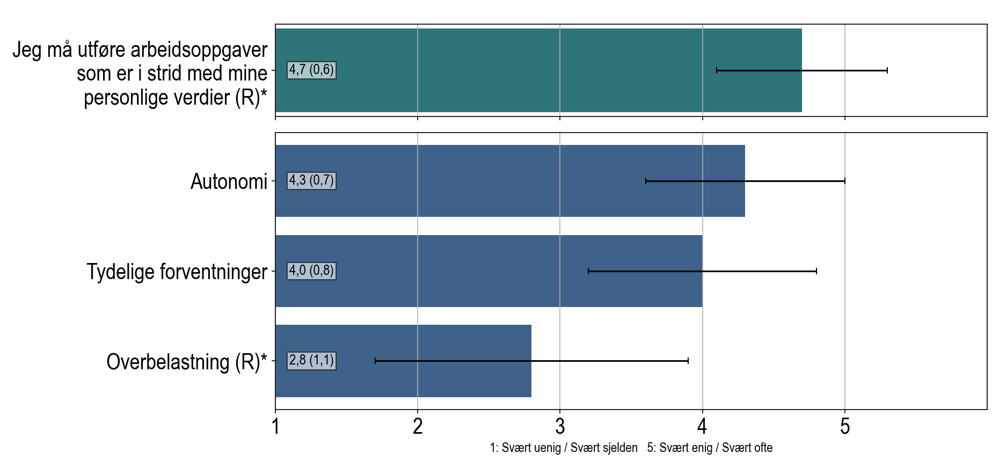 Jeg må utføre arbeidsoppgaver
som er i strid med mine
personlige verdier (R)*
4,7 (0,6)
Autonomi
4,3 (0,7)
Tydelige forventninger
4,0 (0,8)
Overbelastning (R)*
2,8 (1,1)
1 2 3 4 5
1: Svært uenig / Svært sjelden 5: Svært enig / Svært ofte